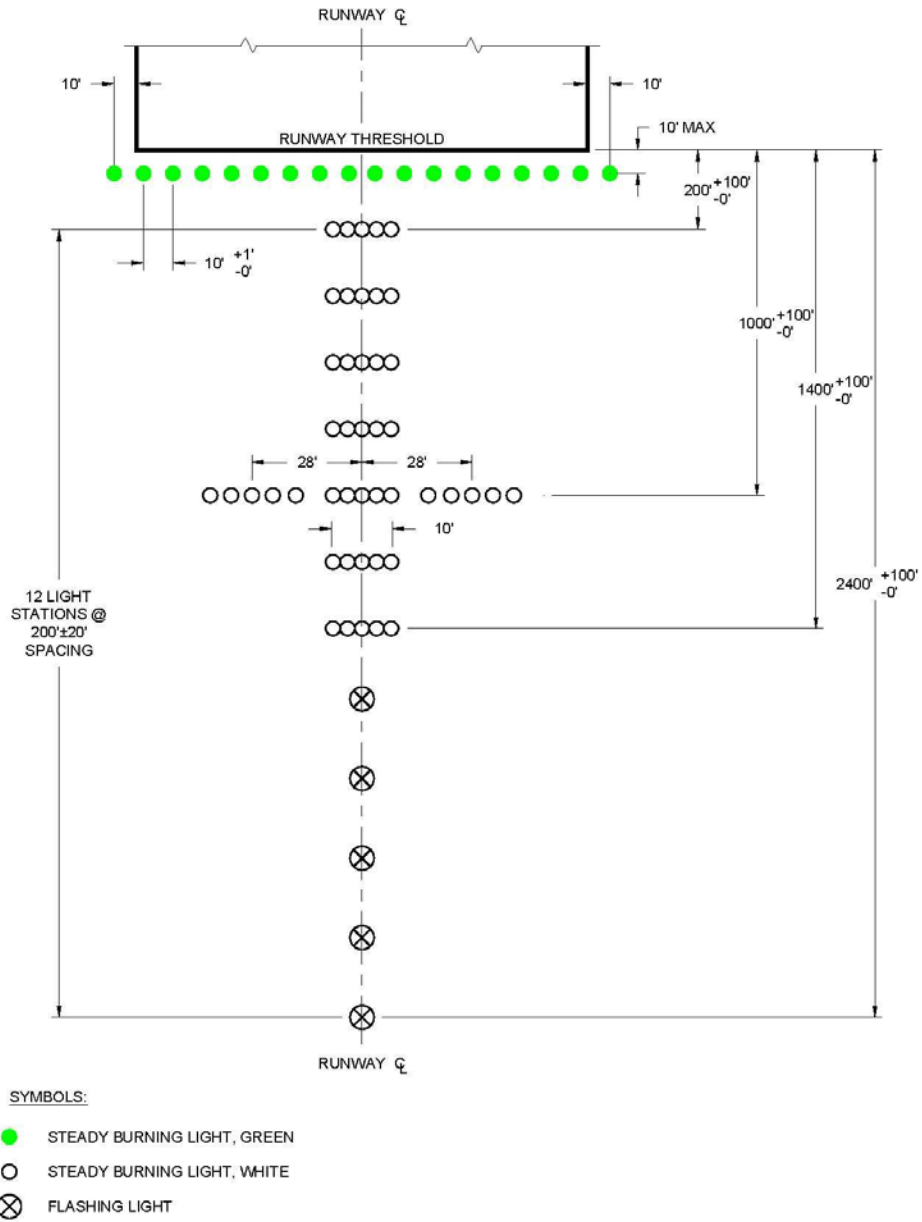 RUNWAY ℄
10'
10'
10' MAX
RUNWAY THRESHOLD
200' +100'
-0'
10' +1'
-0'
1000' +100'
-0'
1400' +100'
-0'
28'
28'
10'
2400' +100'
-0'
12 LIGHT
STATIONS @
200'±20'
SPACING
RUNWAY ℄
SYMBOLS:
STEADY BURNING LIGHT, GREEN
STEADY BURNING LIGHT, WHITE
FLASHING LIGHT